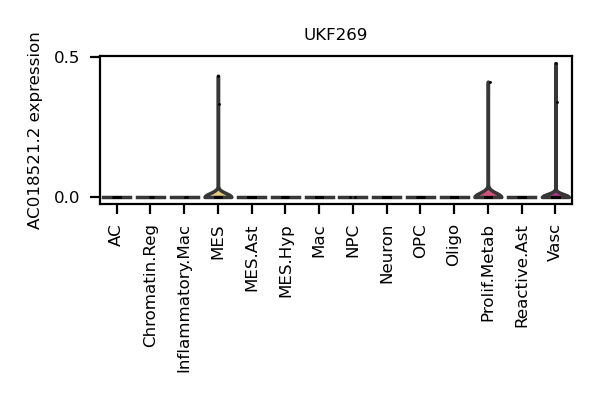 UKF269
AC018521.2 expression
0.5
0.0
AC
Chromatin.Reg
Inflammatory.Mac
MES
MES.Ast
MES.Hyp
Mac
NPC
Neuron
OPC
Oligo
Prolif.Metab
Reactive.Ast
Vasc